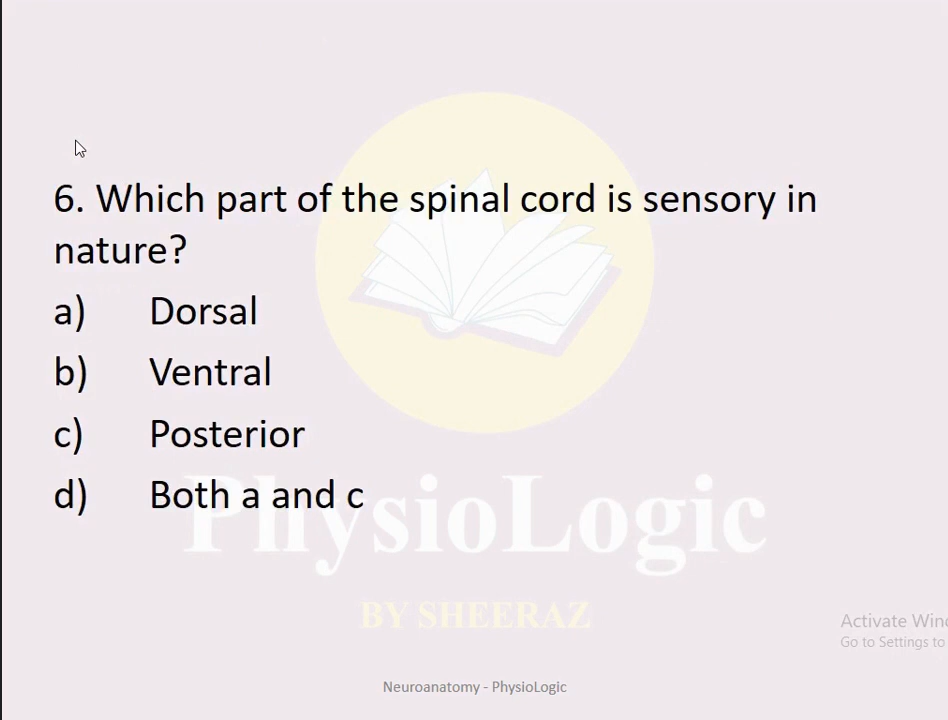 6. Which part of the spinal cord is sensory in
nature?
a) Dorsal
b) Ventral
c) Posterior
d) Both a and c
PhysioLogic
BY SHEERAZ
Activate Win
Go to Settings to
Neuroanatomy - PhysioLogic